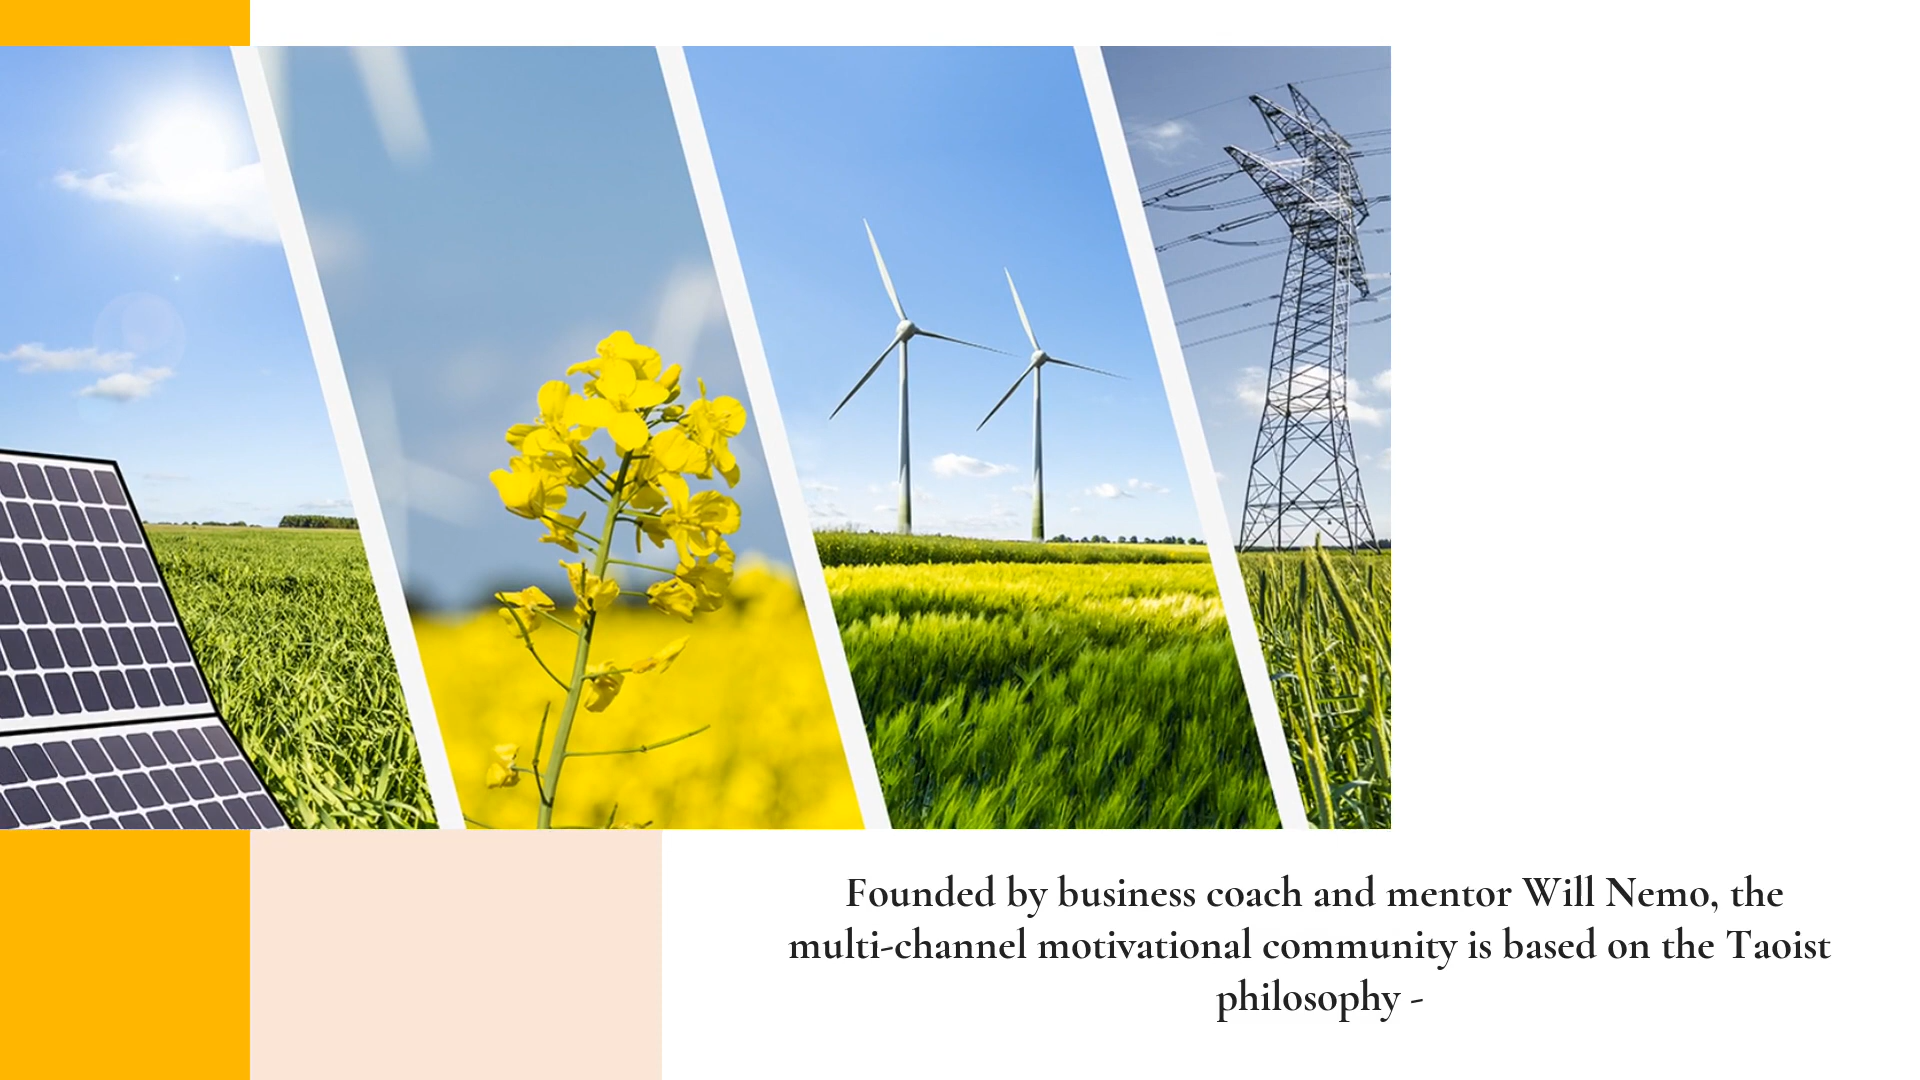 Founded by business coach and mentor Will Nemo, the
multi-channel motivational community is based on the Taoist
philosophy -